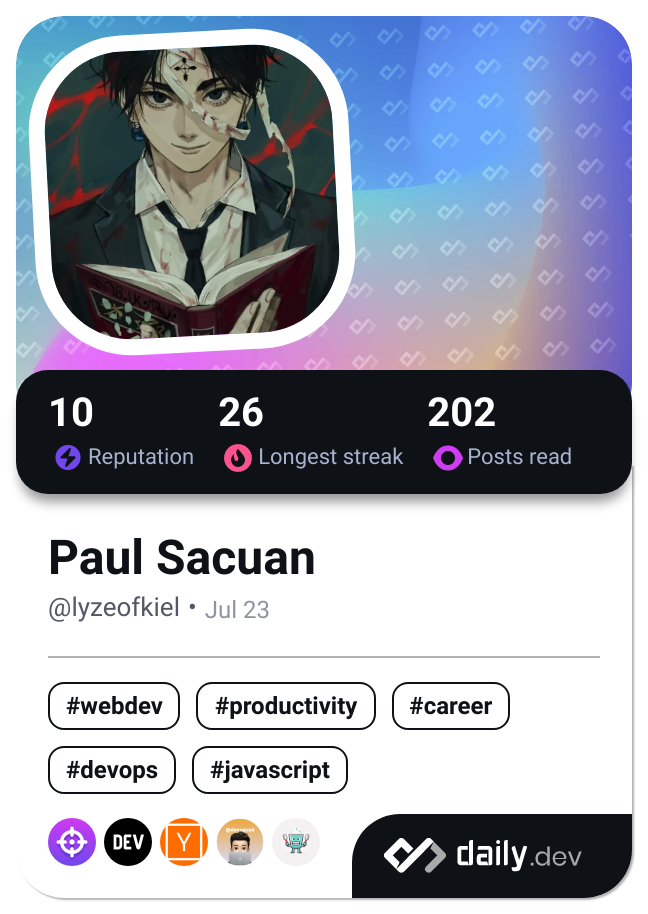 10 26 202
Reputation Longest streak Posts read
Paul Sacuan
@lyzeofkiel • Jul 23
#webdev #productivity #career
#devops #javascript
DEV Y
daily.dev